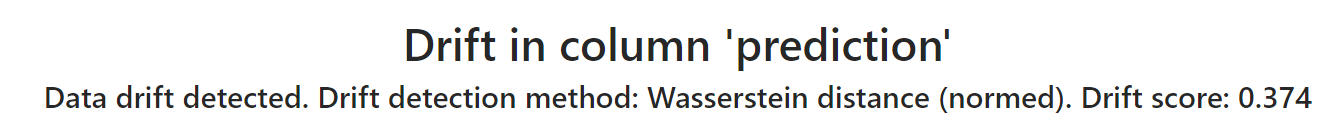 Drift in column 'prediction'
Data drift detected. Drift detection method: Wasserstein distance (normed). Drift score: 0.374